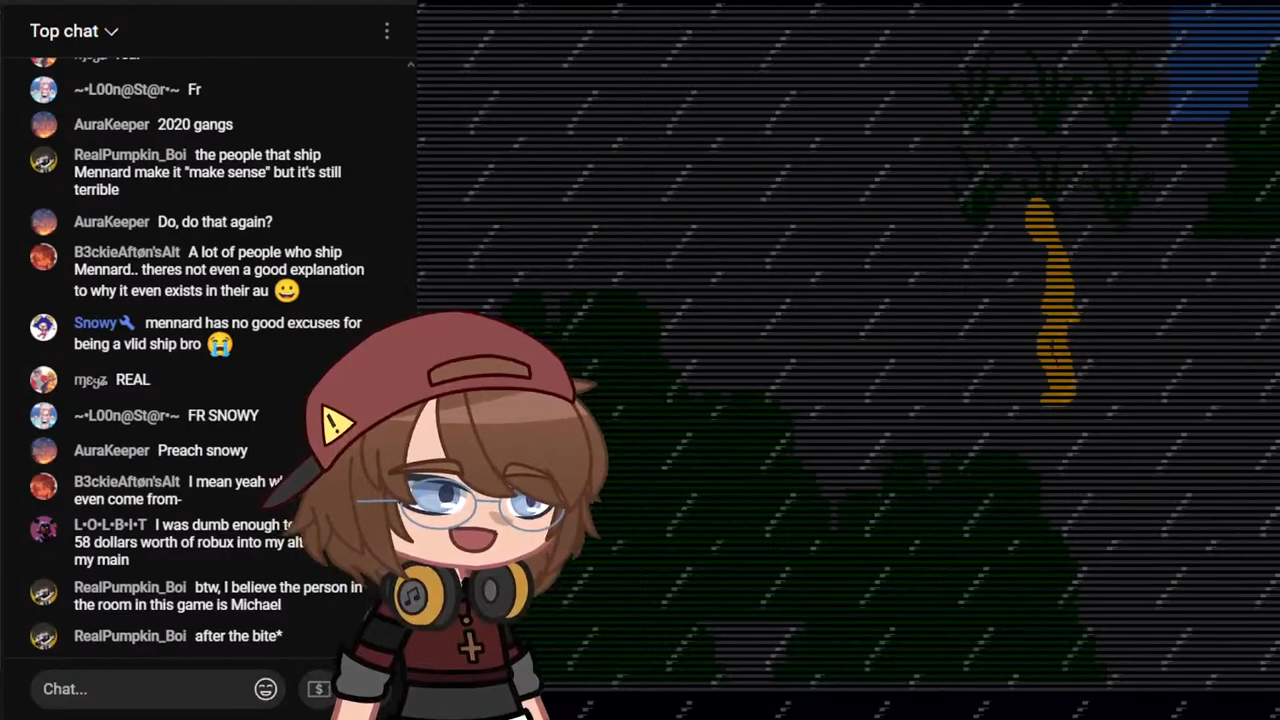 Top chat
~•L00n@St@r•~ Fr
AuraKeeper 2020 gangs
RealPumpkin_Boi the people that ship
Mennard make it "make sense" but it's still
terrible
AuraKeeper Do, do that again?
B3ckieAftøn'sAlt A lot of people who ship
Mennard.. theres not even a good explanation
to why it even exists in their au 😀
Snowy🔧 mennard has no good excuses for
being a vlid ship bro 😭
REAL
~•L00n@St@r•~ FR SNOWY
AuraKeeper Preach snowy
B3ckieAftøn'sAlt I mean yeah
even come from-
L•O•L•B•I•T I was dumb enough
58 dollars worth of robux into my alt
my main
RealPumpkin_Boi btw, I believe the person in
the room in this game is Michael
RealPumpkin_Boi after the bite*
Chat...